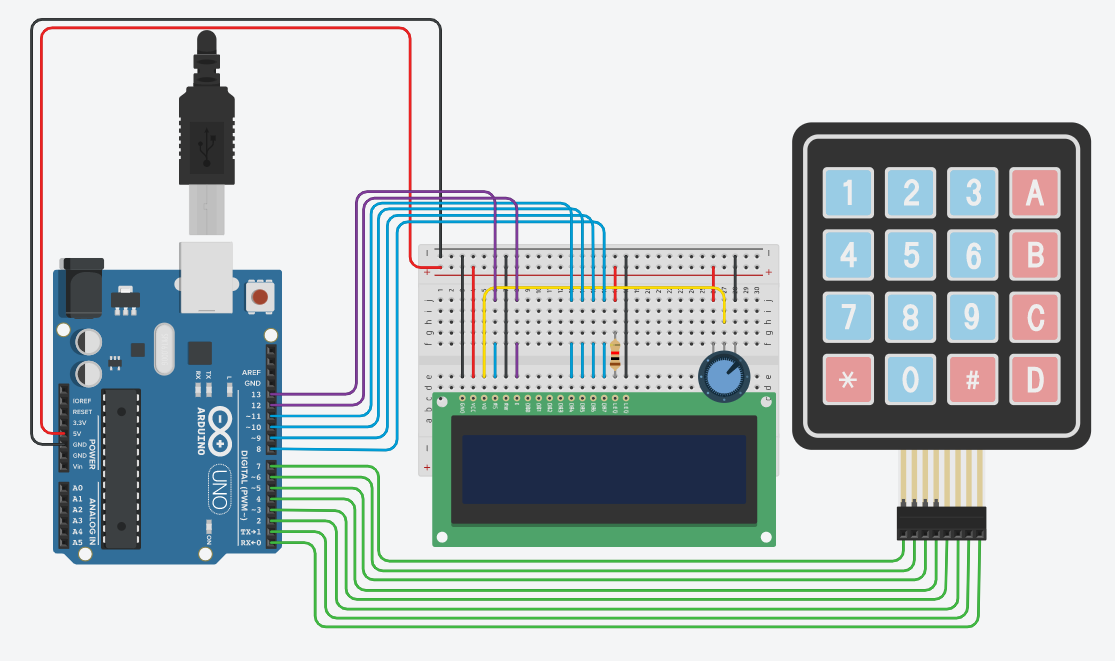 1 2 3 A
4 5 6 B
7 8 9 C
* 0 # D
AREF
GND
13
12
~11
~10
~9
8
7
~6
~5
4
~3
2
TX→1
RX←0
DIGITAL (PWM~)
IOREF
RESET
3.3V
5V
GND
GND
Vin
POWER
A0
A1
A2
A3
A4
A5
ANALOG IN
RX
TX
L
ARDUINO
UNO
ON
j
i
h
g
f
e
d
c
b
a